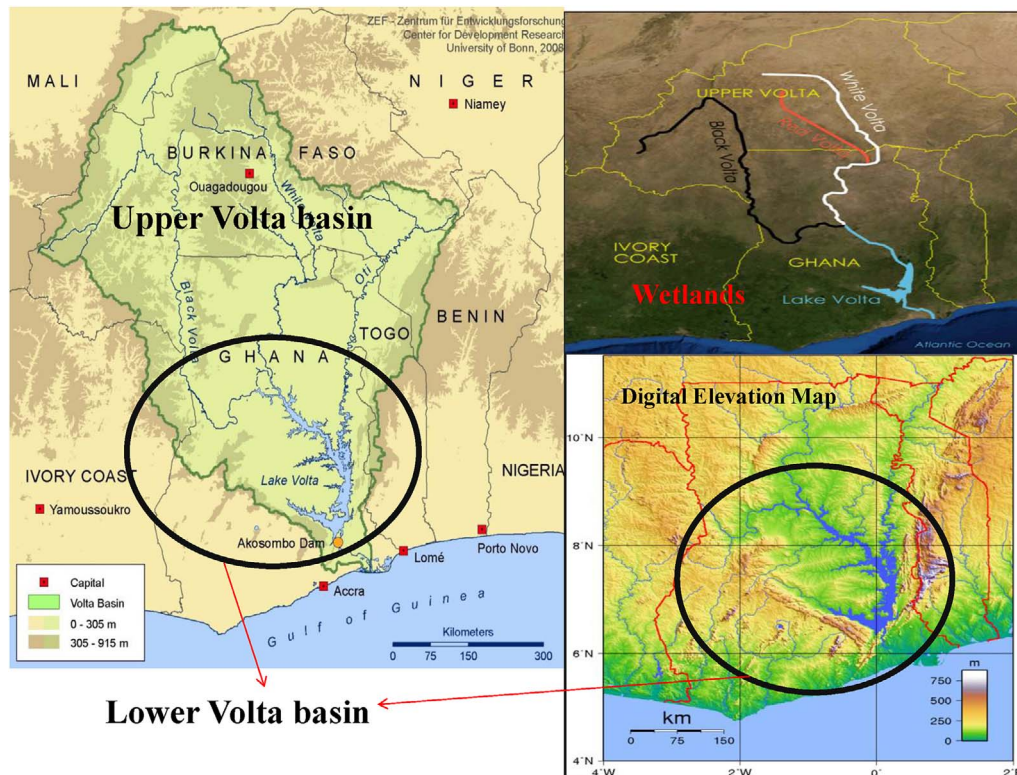 ZEF - Zentrum für Entwicklungsforschung
Center for Development Research
University of Bonn, 2008
MALI
NIGER
Niamey
BURKINA FASO
Ouagadougou
Upper Volta basin
White Volta
Oti
Black Volta
BENIN
TOGO
GHANA
IVORY COAST
NIGERIA
Yamoussoukro
Lake Volta
Akosombo Dam
Porto Novo
Lomé
Accra
Gulf of Guinea
Capital
Volta Basin
0 - 305 m
305 - 915 m
Kilometers
0 75 150 300
Lower Volta basin
UPPER VOLTA
White Volta
Red Volta
Black Volta
IVORY
COAST
GHANA
Wetlands
Lake Volta
Atlantic Ocean
Digital Elevation Map
10°N
8°N
6°N
4°N
m
750
500
250
0
km
0 75 150
4°W
2°W
0°